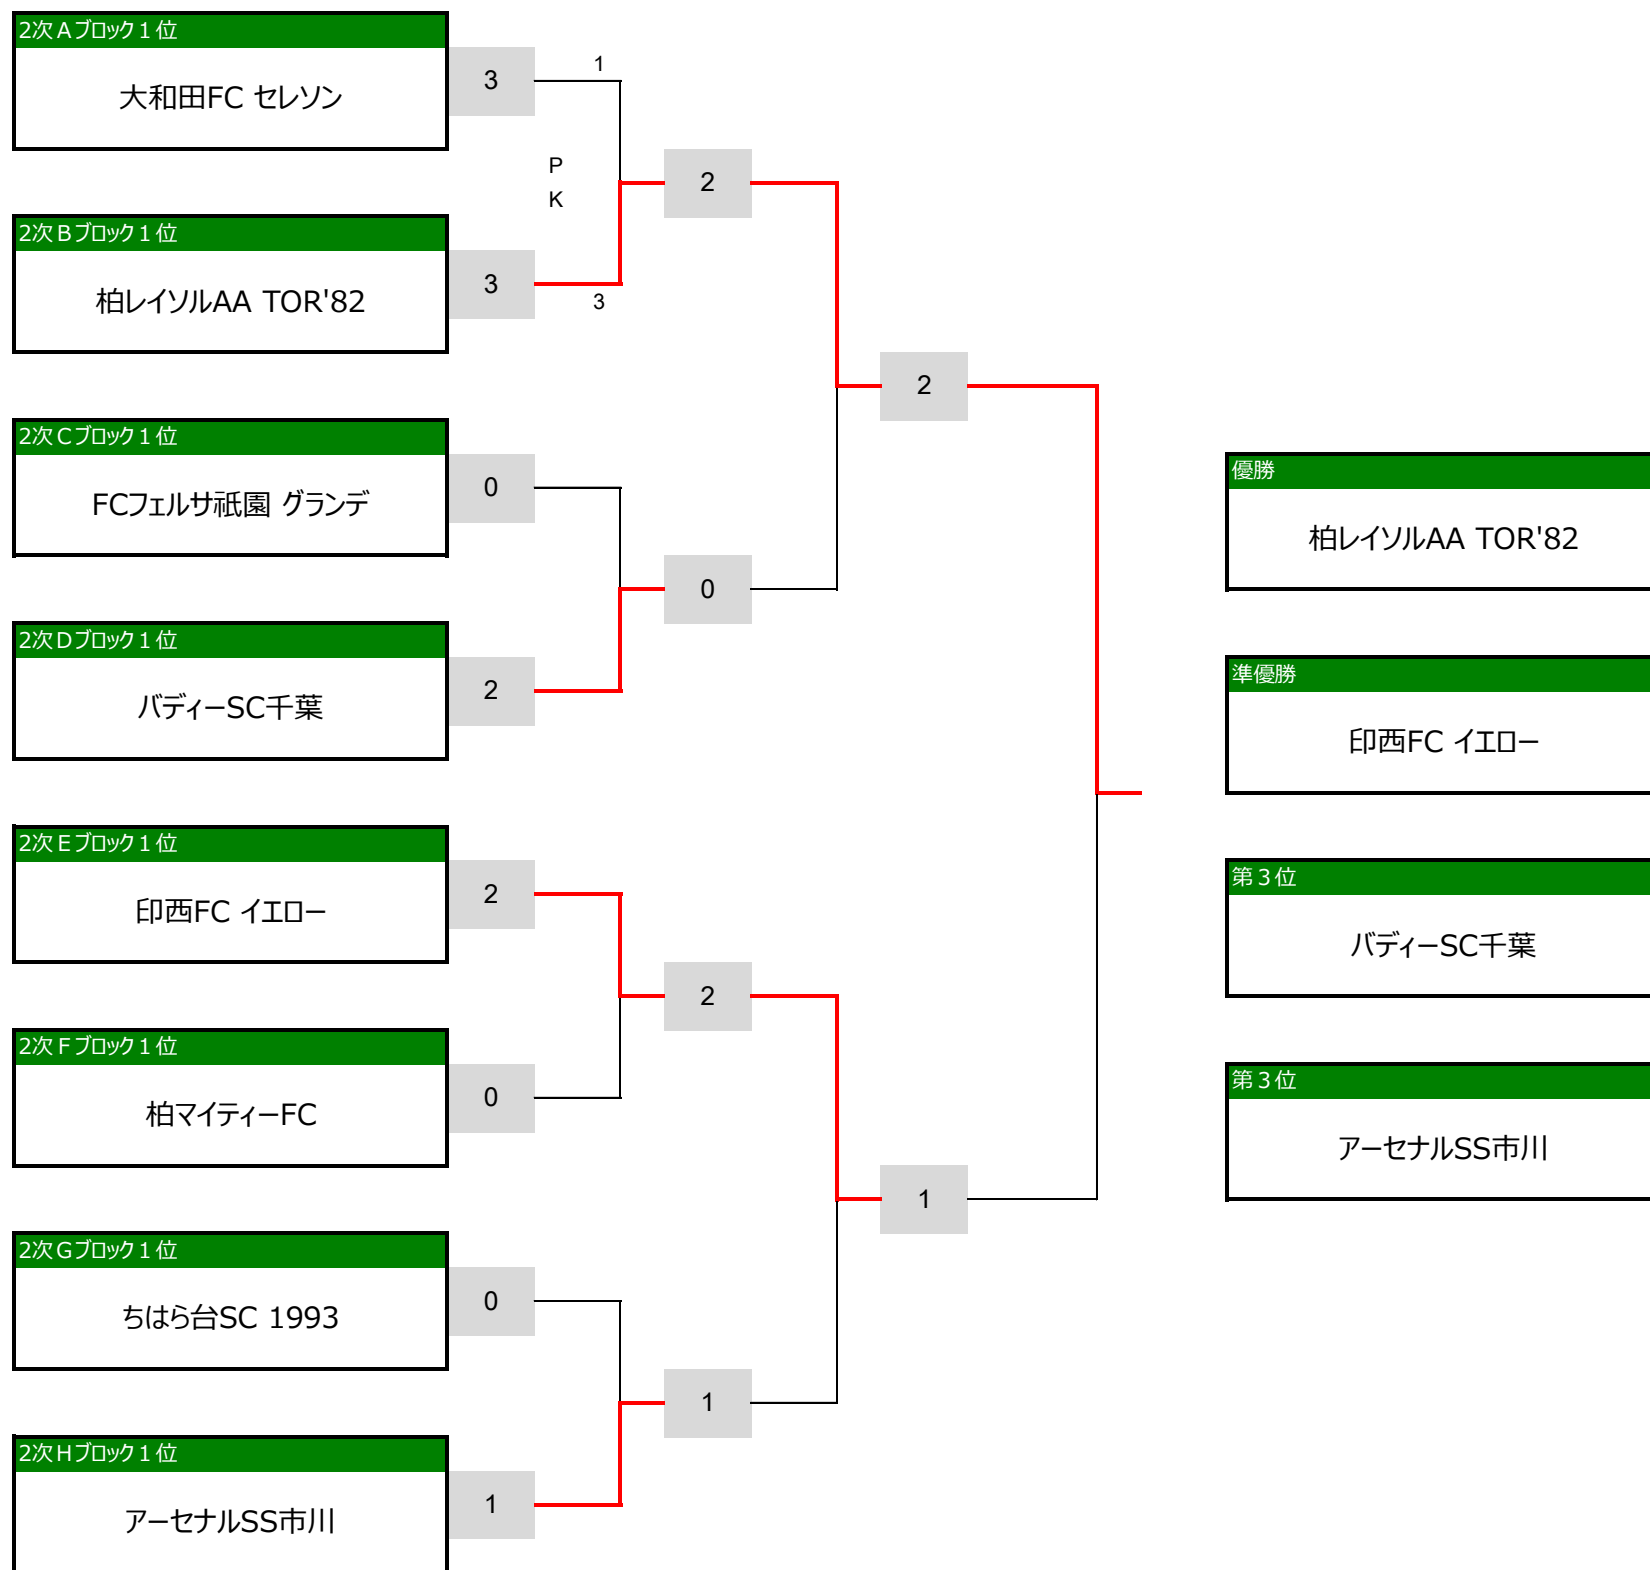 2次Aブロック1位
大和田FC セレソン
3
1
P
K
2
2次Bブロック1位
柏レイソルAA TOR'82
3
3
2
2次Cブロック1位
FCフェルサ祇園 グランデ
0
0
2次Dブロック1位
バディーSC千葉
2
2次Eブロック1位
印西FC イエロー
2
2
2次Fブロック1位
柏マイティーFC
0
1
2次Gブロック1位
ちはら台SC 1993
0
1
2次Hブロック1位
アーセナルSS市川
1
優勝
柏レイソルAA TOR'82
準優勝
印西FC イエロー
第3位
バディーSC千葉
第3位
アーセナルSS市川